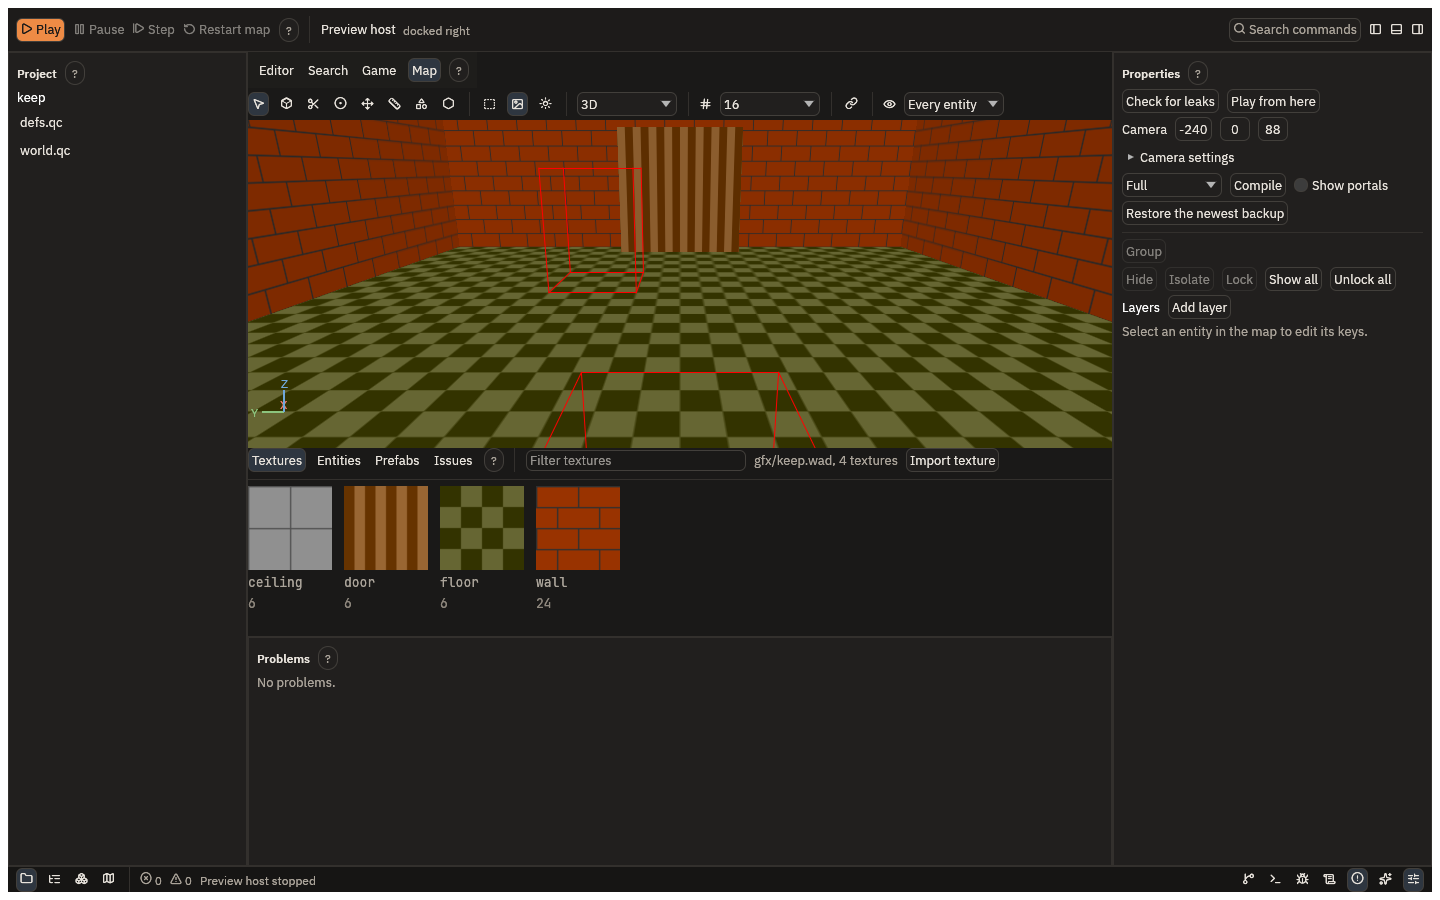 Play Pause Step Restart map ? Preview host docked right Search commands
Project ?
keep
defs.qc
world.qc
Editor Search Game Map ?
3D 16 Every entity
Z
Y X
Textures Entities Prefabs Issues ? Filter textures gfx/keep.wad, 4 textures Import texture
ceiling door floor wall
6 6 6 24
Problems ?
No problems.
Properties ?
Check for leaks Play from here
Camera -240 0 88
Camera settings
Full Compile Show portals
Restore the newest backup
Group
Hide Isolate Lock Show all Unlock all
Layers Add layer
Select an entity in the map to edit its keys.
0 0 Preview host stopped